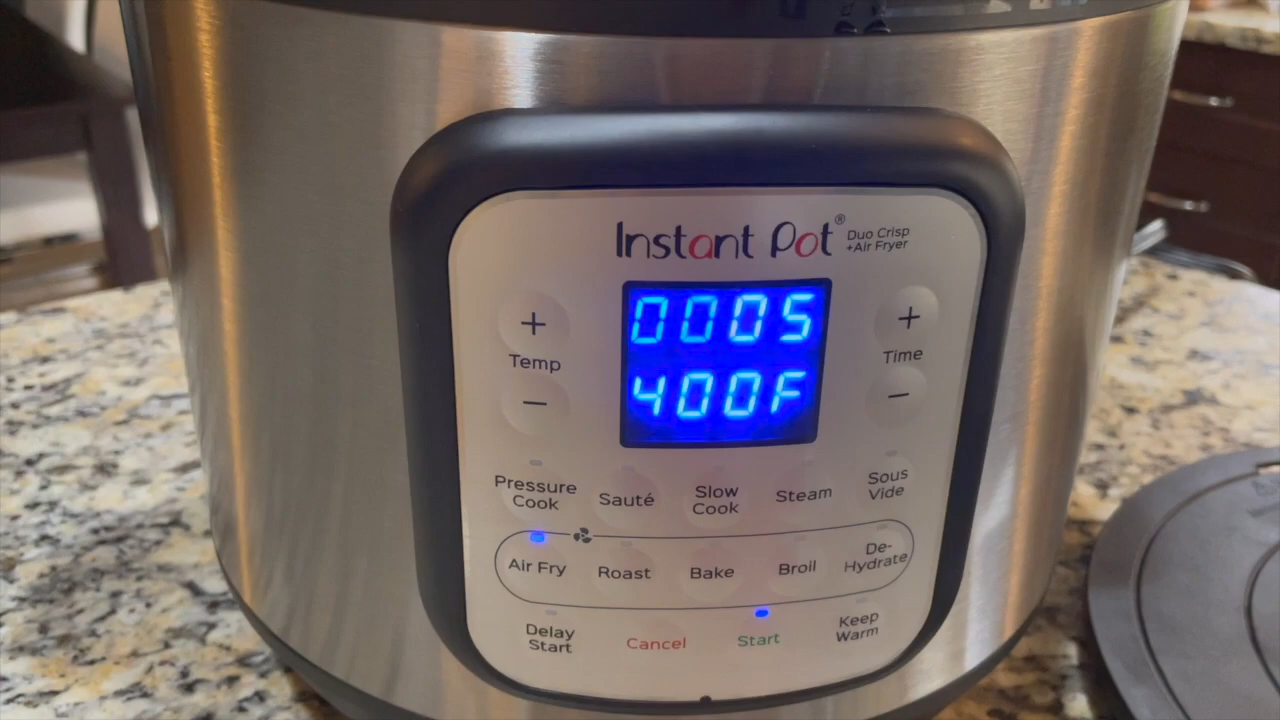 Instant Pot® Duo Crisp
+Air Fryer
0005
400F
+
Temp
−
+
Time
−
Pressure
Cook
Sauté
Slow
Cook
Steam
Sous
Vide
Air Fry
Roast
Bake
Broil
De-
Hydrate
Delay
Start
Cancel
Start
Keep
Warm